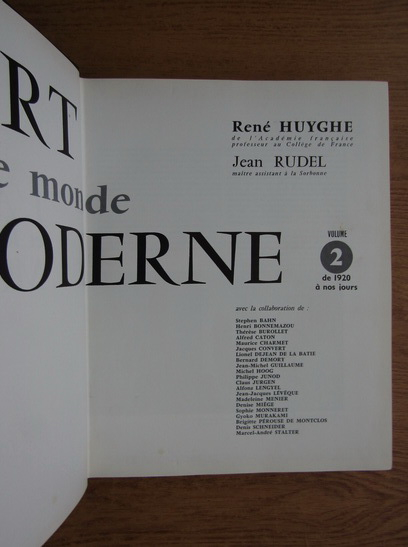 RT
e monde
ODERNE
René HUYGHE
de l'Académie française
professeur au Collège de France
Jean RUDEL
maître assistant à la Sorbonne
VOLUME
2
de 1920
à nos jours
avec la collaboration de :
Stephen BAHN
Henri BONNEMAZOU
Thérèse BUROLLET
Alfred CATON
Maurice CHARMET
Jacques CONVERT
Lionel DEJEAN DE LA BATIE
Bernard DEMORY
Jean-Michel GUILLAUME
Michel HOOG
Philippe JUNOD
Claus JURGEN
Alfons LENGYEL
Jean-Jacques LÉVÊQUE
Madeleine MENIER
Denise MIÈGE
Sophie MONNERET
Gyoko MURAKAMI
Brigitte PÉROUSE DE MONTCLOS
Denis SCHNEIDER
Marcel-André STALTER